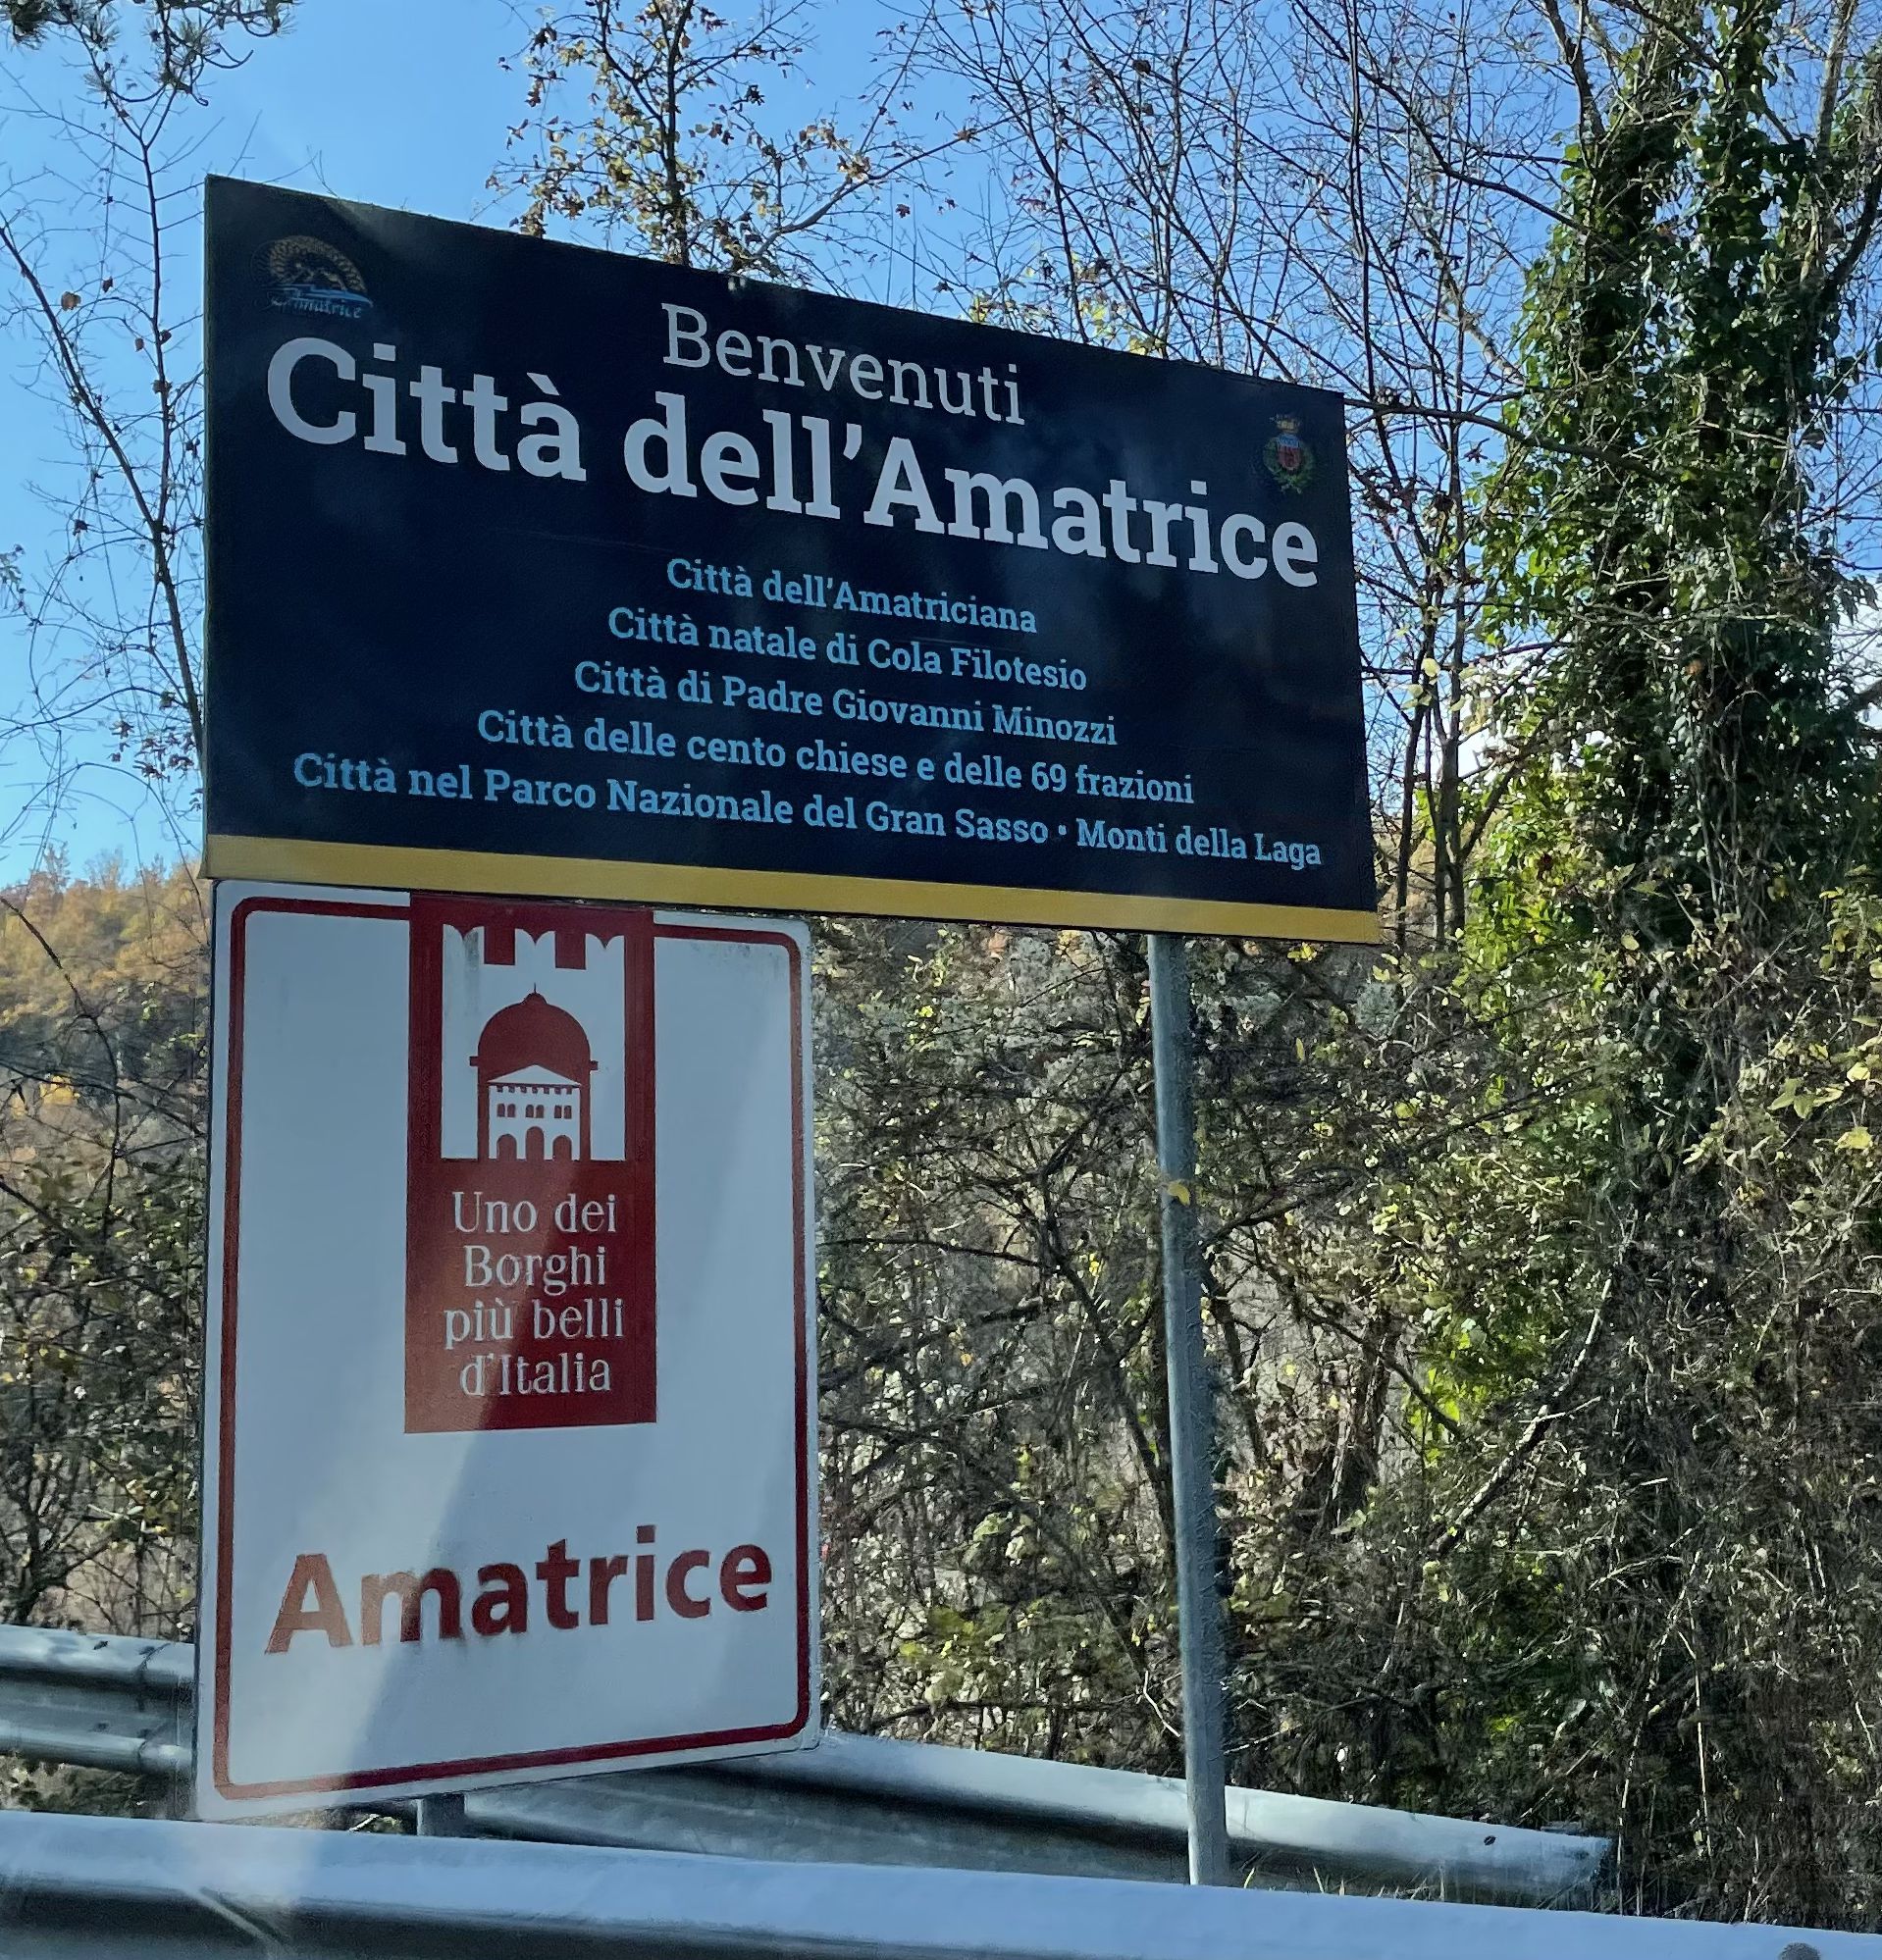 Amatrice
Benvenuti
Città dell'Amatrice
Città dell'Amatriciana
Città natale di Cola Filotesio
Città di Padre Giovanni Minozzi
Città delle cento chiese e delle 69 frazioni
Città nel Parco Nazionale del Gran Sasso • Monti della Laga
Uno dei
Borghi
più belli
d'Italia
Amatrice